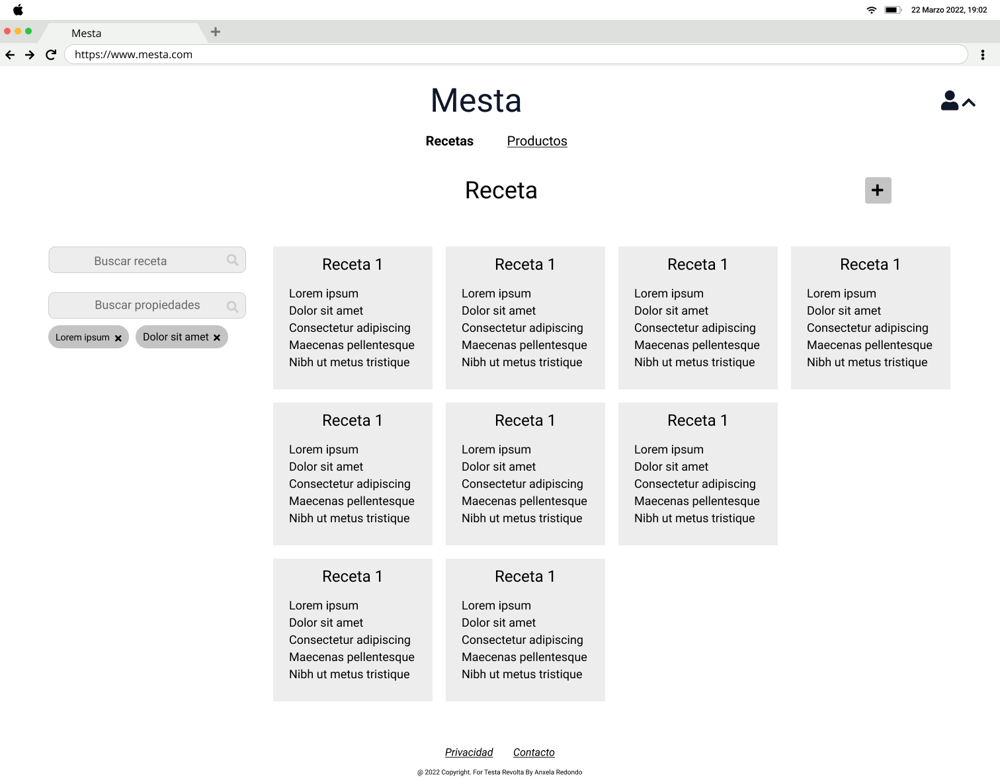 22 Marzo 2022, 19:02
Mesta
https://www.mesta.com
Mesta
Recetas Productos
Receta
Buscar receta
Buscar propiedades
Lorem ipsum Dolor sit amet
Receta 1
Lorem ipsum
Dolor sit amet
Consectetur adipiscing
Maecenas pellentesque
Nibh ut metus tristique
Receta 1
Lorem ipsum
Dolor sit amet
Consectetur adipiscing
Maecenas pellentesque
Nibh ut metus tristique
Receta 1
Lorem ipsum
Dolor sit amet
Consectetur adipiscing
Maecenas pellentesque
Nibh ut metus tristique
Receta 1
Lorem ipsum
Dolor sit amet
Consectetur adipiscing
Maecenas pellentesque
Nibh ut metus tristique
Receta 1
Lorem ipsum
Dolor sit amet
Consectetur adipiscing
Maecenas pellentesque
Nibh ut metus tristique
Receta 1
Lorem ipsum
Dolor sit amet
Consectetur adipiscing
Maecenas pellentesque
Nibh ut metus tristique
Receta 1
Lorem ipsum
Dolor sit amet
Consectetur adipiscing
Maecenas pellentesque
Nibh ut metus tristique
Receta 1
Lorem ipsum
Dolor sit amet
Consectetur adipiscing
Maecenas pellentesque
Nibh ut metus tristique
Receta 1
Lorem ipsum
Dolor sit amet
Consectetur adipiscing
Maecenas pellentesque
Nibh ut metus tristique
Privacidad Contacto
@ 2022 Copyright. For Testa Revolta By Anxela Redondo